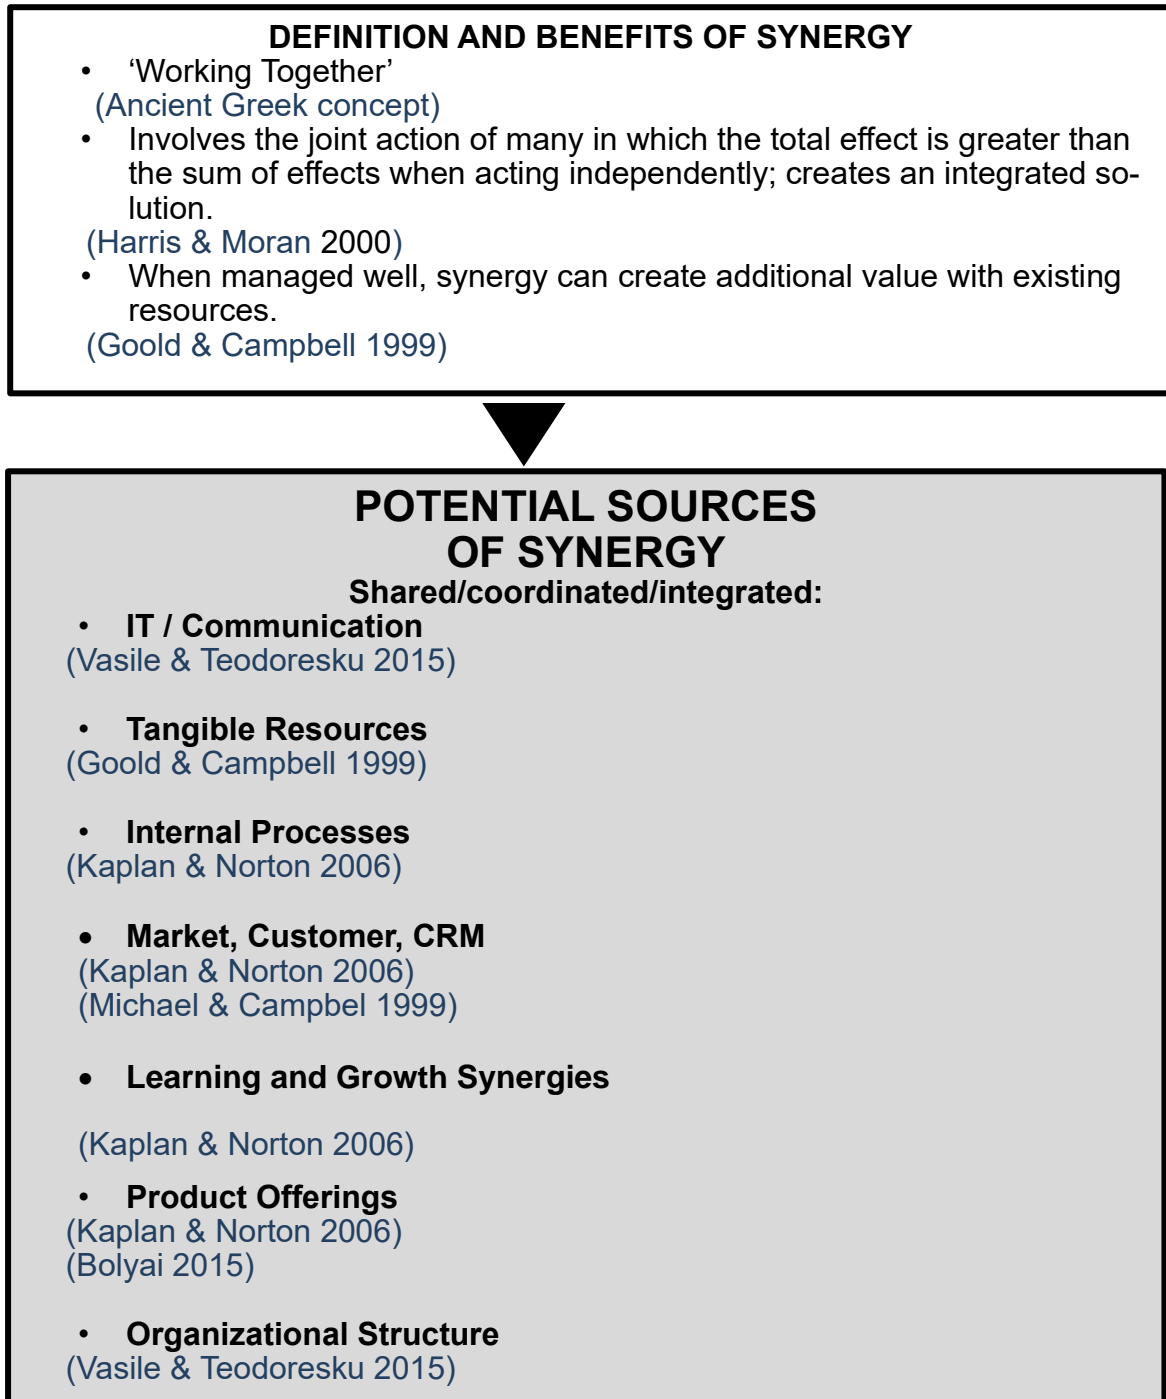 DEFINITION AND BENEFITS OF SYNERGY
• ‘Working Together’
(Ancient Greek concept)
• Involves the joint action of many in which the total effect is greater than
the sum of effects when acting independently; creates an integrated so-
lution.
(Harris & Moran 2000)
• When managed well, synergy can create additional value with existing
resources.
(Goold & Campbell 1999)
POTENTIAL SOURCES
OF SYNERGY
Shared/coordinated/integrated:
• IT / Communication
(Vasile & Teodoresku 2015)
• Tangible Resources
(Goold & Campbell 1999)
• Internal Processes
(Kaplan & Norton 2006)
• Market, Customer, CRM
(Kaplan & Norton 2006)
(Michael & Campbel 1999)
• Learning and Growth Synergies
(Kaplan & Norton 2006)
• Product Offerings
(Kaplan & Norton 2006)
(Bolyai 2015)
• Organizational Structure
(Vasile & Teodoresku 2015)